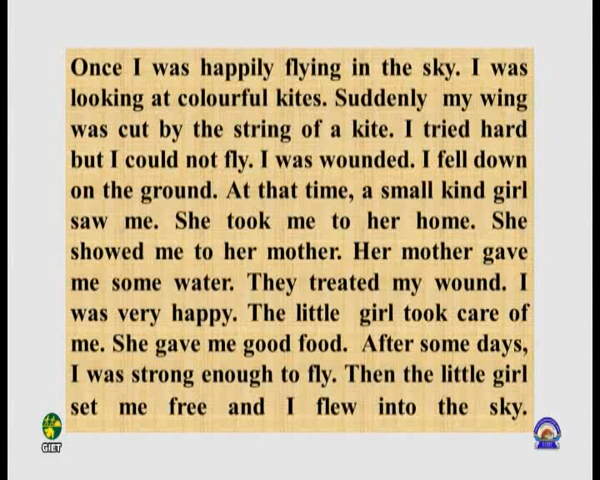 Once I was happily flying in the sky. I was
looking at colourful kites. Suddenly my wing
was cut by the string of a kite. I tried hard
but I could not fly. I was wounded. I fell down
on the ground. At that time, a small kind girl
saw me. She took me to her home. She
showed me to her mother. Her mother gave
me some water. They treated my wound. I
was very happy. The little girl took care of
me. She gave me good food. After some days,
I was strong enough to fly. Then the little girl
set me free and I flew into the sky.
GIET